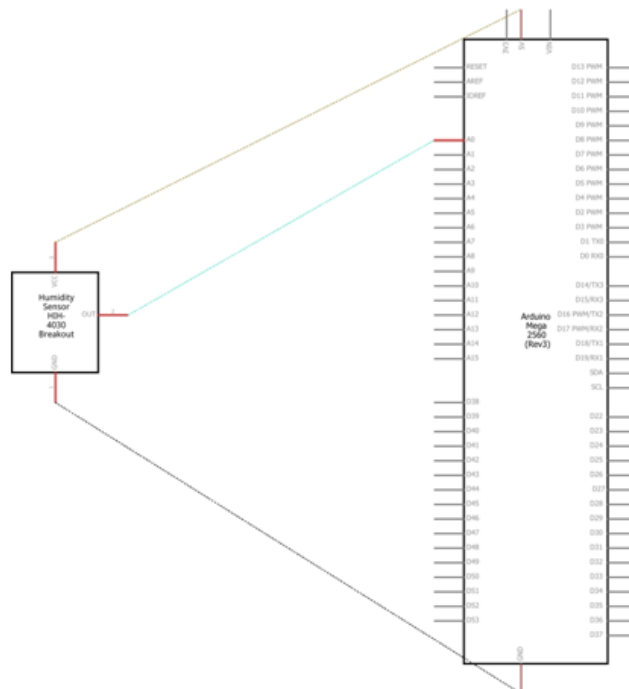 3V3
5V
VIN
RESET
AREF
IOREF
A0
A1
A2
A3
A4
A5
A6
A7
A8
A9
A10
A11
A12
A13
A14
A15
D38
D39
D40
D41
D42
D43
D44
D45
D46
D47
D48
D49
D50
D51
D52
D53
D13 PWM
D12 PWM
D11 PWM
D10 PWM
D9 PWM
D8 PWM
D7 PWM
D6 PWM
D5 PWM
D4 PWM
D2 PWM
D3 PWM
D1 TX0
D0 RX0
D14/TX3
D15/RX3
D16 PWM/TX2
D17 PWM/RX2
D18/TX1
D19/RX1
SDA
SCL
D22
D23
D24
D25
D26
D27
D28
D29
D30
D31
D32
D33
D34
D35
D36
D37
Arduino
Mega
2560
(Rev3)
GND
VCC
Humidity
Sensor
HIH-
4030
Breakout
OUT
GND